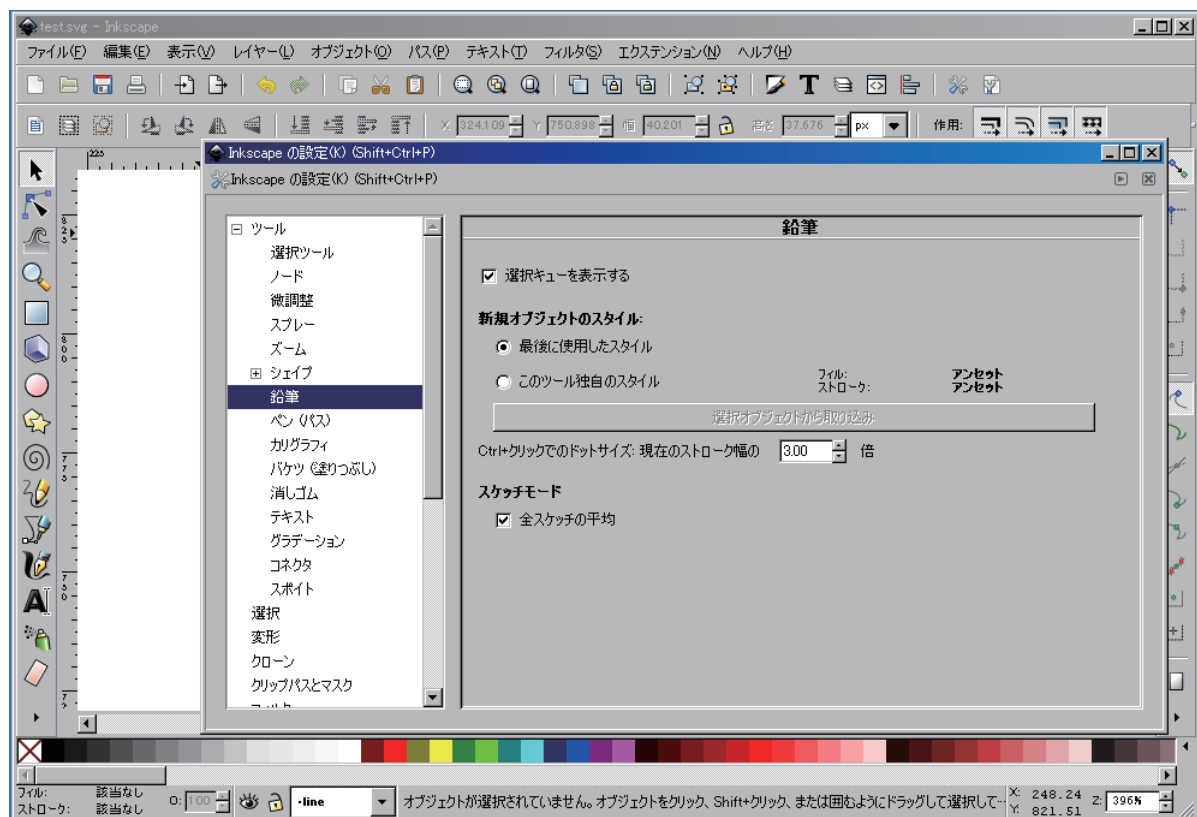 test.svg - Inkscape
ファイル(F) 編集(E) 表示(V) レイヤー(L) オブジェクト(O) パス(P) テキスト(T) フィルタ(S) エクステンション(N) ヘルプ(H)
X 324.109 Y 750.898 幅 40.201 高さ 37.676 px 作用:
225
Inkscape の設定(K) (Shift+Ctrl+P)
Inkscape の設定(K) (Shift+Ctrl+P)
ツール
選択ツール
ノード
微調整
スプレー
ズーム
シェイプ
鉛筆
ペン (パス)
カリグラフィ
バケツ (塗りつぶし)
消しゴム
テキスト
グラデーション
コネクタ
スポイト
選択
変形
クローン
クリップパスとマスク
鉛筆
選択キューを表示する
新規オブジェクトのスタイル:
最後に使用したスタイル
このツール独自のスタイル
フィル: アンセット
ストローク: アンセット
選択オブジェクトから取り込み
Ctrl+クリックでのドットサイズ: 現在のストローク幅の 3.00 倍
スケッチモード
全スケッチの平均
825
800
775
750
フィル: 該当なし
ストローク: 該当なし
O: 100
·line
オブジェクトが選択されていません。オブジェクトをクリック、Shift+クリック、または囲むようにドラッグして選択して…
X: 248.24
Y: 821.51
Z: 396%